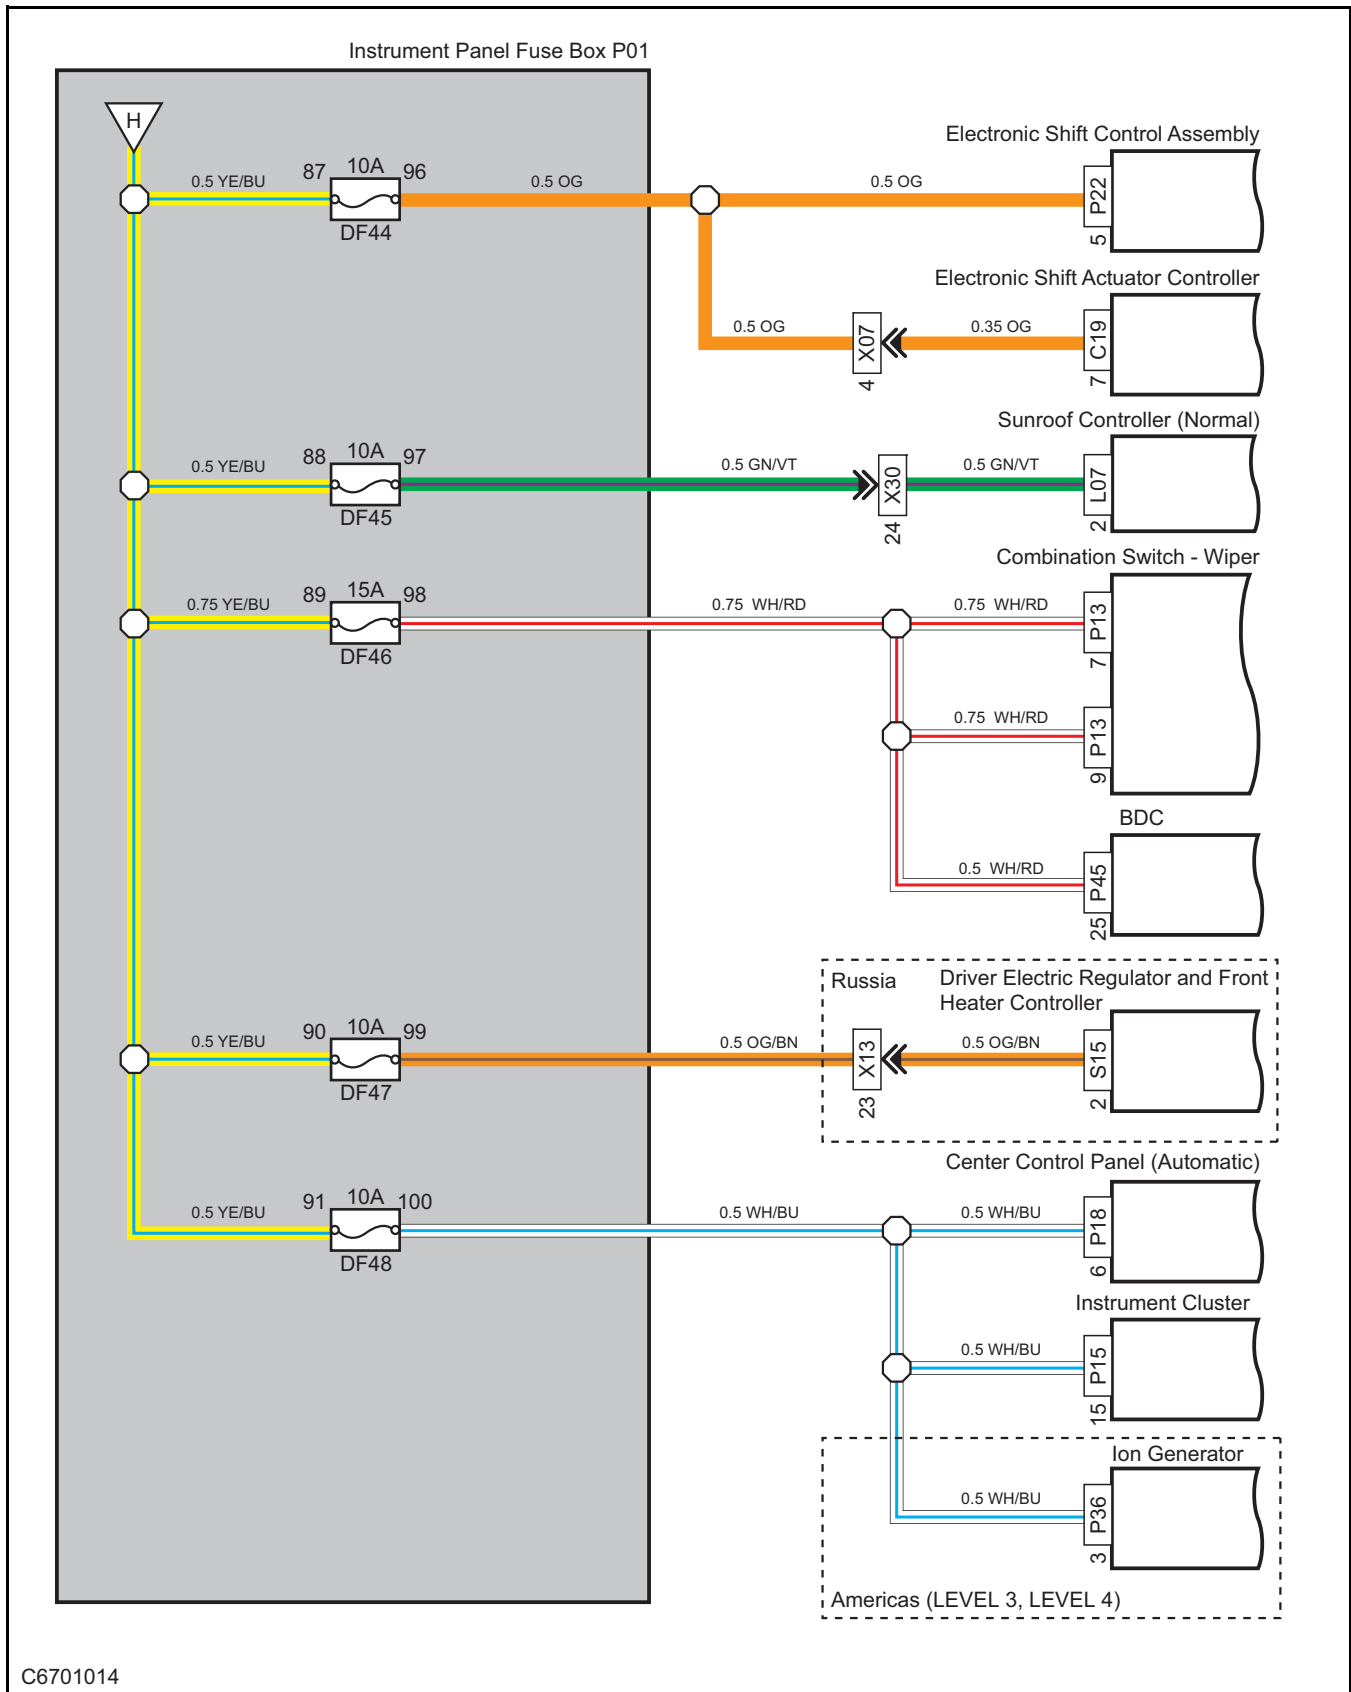 Instrument Panel Fuse Box P01
H
Electronic Shift Control Assembly
0.5 YE/BU
87
10A
96
0.5 OG
0.5 OG
P22
5
DF44
Electronic Shift Actuator Controller
0.5 OG
X07
4
0.35 OG
C19
7
Sunroof Controller (Normal)
0.5 YE/BU
88
10A
97
0.5 GN/VT
X30
24
0.5 GN/VT
L07
2
DF45
Combination Switch - Wiper
0.75 YE/BU
89
15A
98
0.75 WH/RD
0.75 WH/RD
P13
7
DF46
0.75 WH/RD
P13
9
BDC
0.5 WH/RD
P45
25
Russia
Driver Electric Regulator and Front
Heater Controller
0.5 YE/BU
90
10A
99
0.5 OG/BN
X13
23
0.5 OG/BN
S15
2
DF47
Center Control Panel (Automatic)
0.5 YE/BU
91
10A
100
0.5 WH/BU
0.5 WH/BU
P18
6
DF48
Instrument Cluster
0.5 WH/BU
P15
15
Ion Generator
0.5 WH/BU
P36
3
Americas (LEVEL 3, LEVEL 4)
C6701014